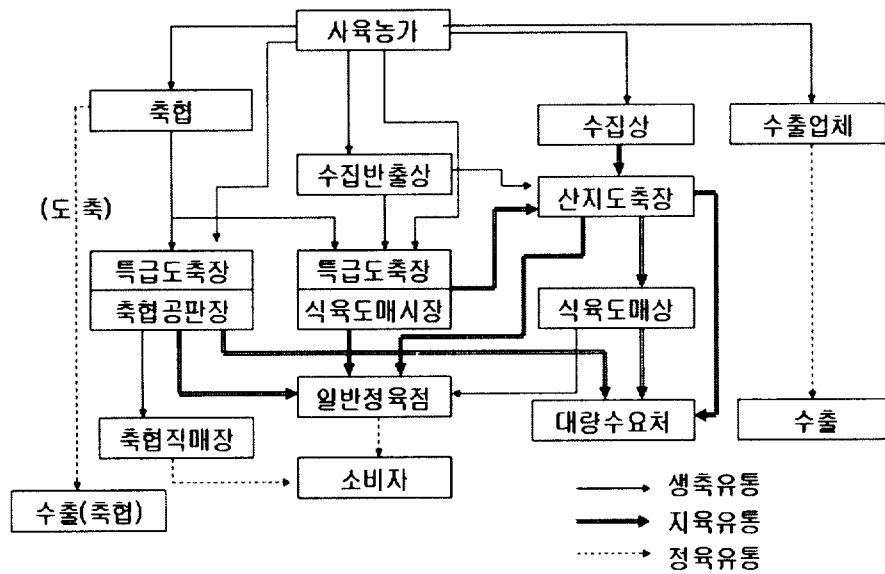 사육농가
축협
수집상
수출업체
수집반출상
산지도축장
(도축)
특급도축장
축협공판장
특급도축장
식육도매시장
식육도매상
일반정육점
대량수요처
수출
축협직매장
소비자
수출(축협)
생축유통
지육유통
정육유통